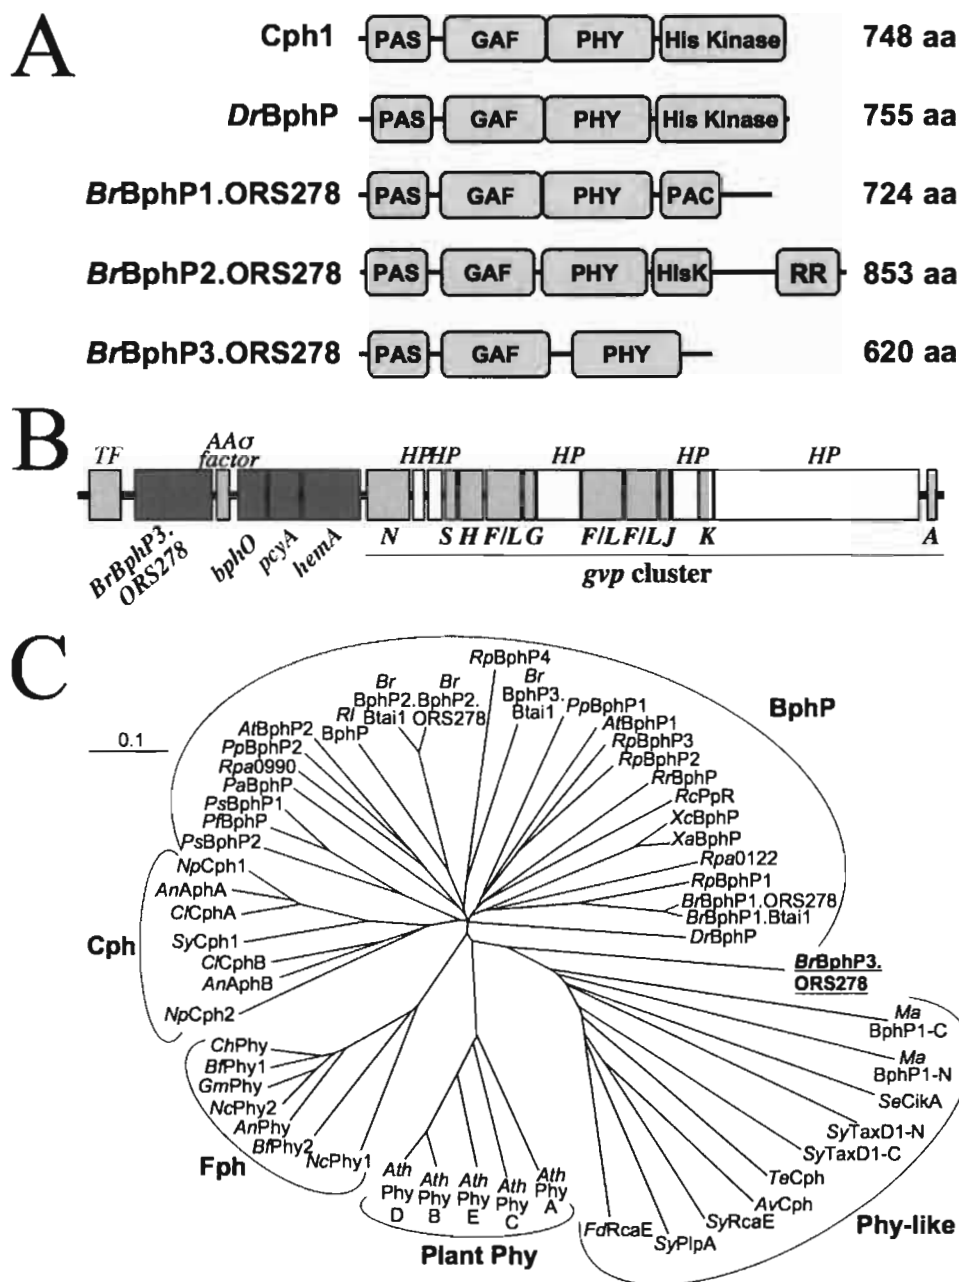 A
Cph1 PAS GAF PHY His Kinase 748 aa
DrBphP PAS GAF PHY His Kinase 755 aa
BrBphP1.ORS278 PAS GAF PHY PAC 724 aa
BrBphP2.ORS278 PAS GAF PHY HisK RR 853 aa
BrBphP3.ORS278 PAS GAF PHY 620 aa
B
TF AAσ factor HP HP HP HP HP
BrBphP3. ORS278 bphO pcyA hemA N S H F/L G F/L F/L J K A
gvp cluster
C
0.1
BphP
RpBphP4
Br BphP3. Btai1
PpBphP1
AtBphP1
RpBphP3
RpBphP2
RrBphP
RcPpR
XcBphP
XaBphP
Rpa0122
RpBphP1
BrBphP1.ORS278
BrBphP1.Btai1
DrBphP
BrBphP3. ORS278
Br BphP2. ORS278
Br BphP2. Btai1
Rl BphP
AtBphP2
PpBphP2
Rpa0990
PaBphP
PsBphP1
PfBphP
PsBphP2
Cph
NpCph1
AnAphA
ClCphA
SyCph1
ClCphB
AnAphB
NpCph2
Fph
ChPhy
BfPhy1
GmPhy
NcPhy2
AnPhy
BfPhy2
NcPhy1
Plant Phy
Ath Phy D
Ath Phy B
Ath Phy E
Ath Phy C
Ath Phy A
Phy-like
Ma BphP1-C
Ma BphP1-N
SeCikA
SyTaxD1-N
SyTaxD1-C
TeCph
AvCph
SyRcaE
SyPlpA
FdRcaE